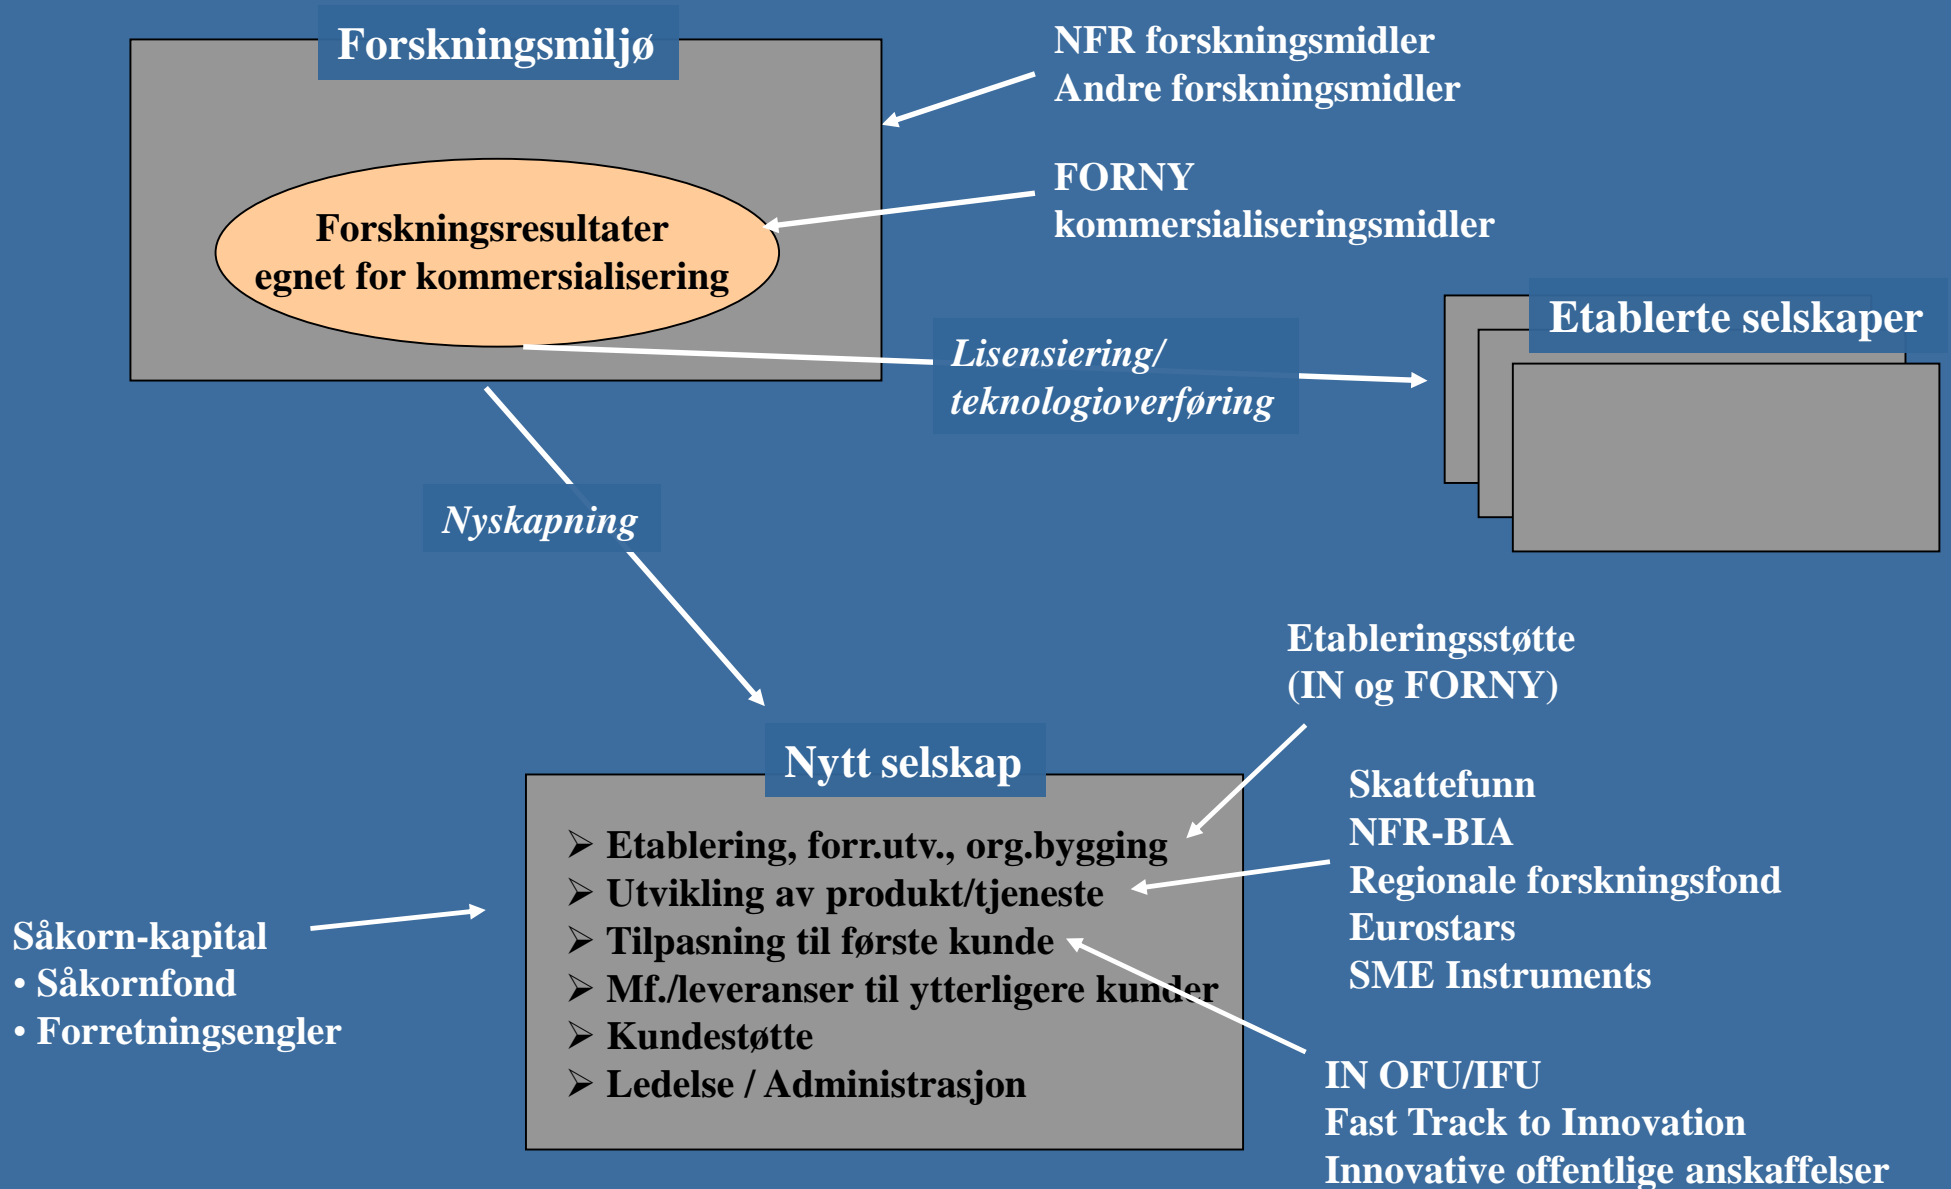 Forskningsmiljø
NFR forskningsmidler
Andre forskningsmidler
FORNY
kommersialiseringsmidler
Forskningsresultater
egnet for kommersialisering
Etablerte selskaper
Lisensiering/
teknologioverføring
Nyskapning
Etableringsstøtte
(IN og FORNY)
Nytt selskap
➢ Etablering, forr.utv., org.bygging
➢ Utvikling av produkt/tjeneste
➢ Tilpasning til første kunde
➢ Mf./leveranser til ytterligere kunder
➢ Kundestøtte
➢ Ledelse / Administrasjon
Skattefunn
NFR-BIA
Regionale forskningsfond
Eurostars
SME Instruments
Såkorn-kapital
• Såkornfond
• Forretningsengler
IN OFU/IFU
Fast Track to Innovation
Innovative offentlige anskaffelser